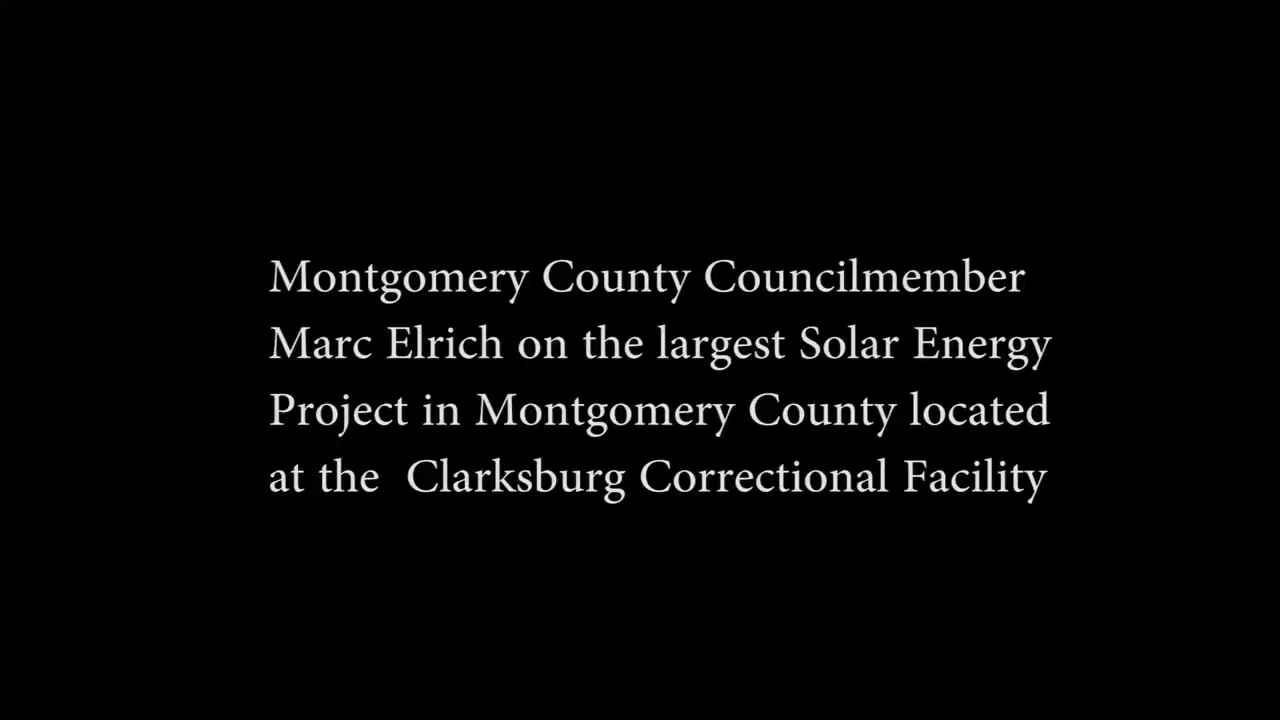 Montgomery County Councilmember
Marc Elrich on the largest Solar Energy
Project in Montgomery County located
at the  Clarksburg Correctional Facility